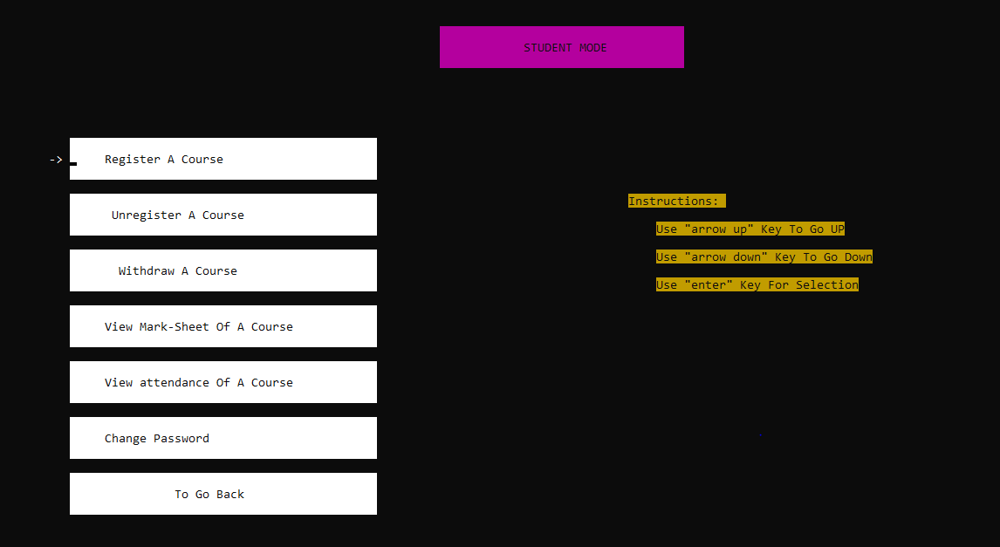 STUDENT MODE
-> Register A Course
Unregister A Course
Withdraw A Course
View Mark-Sheet Of A Course
View attendance Of A Course
Change Password
To Go Back
Instructions:
Use "arrow up" Key To Go UP
Use "arrow down" Key To Go Down
Use "enter" Key For Selection